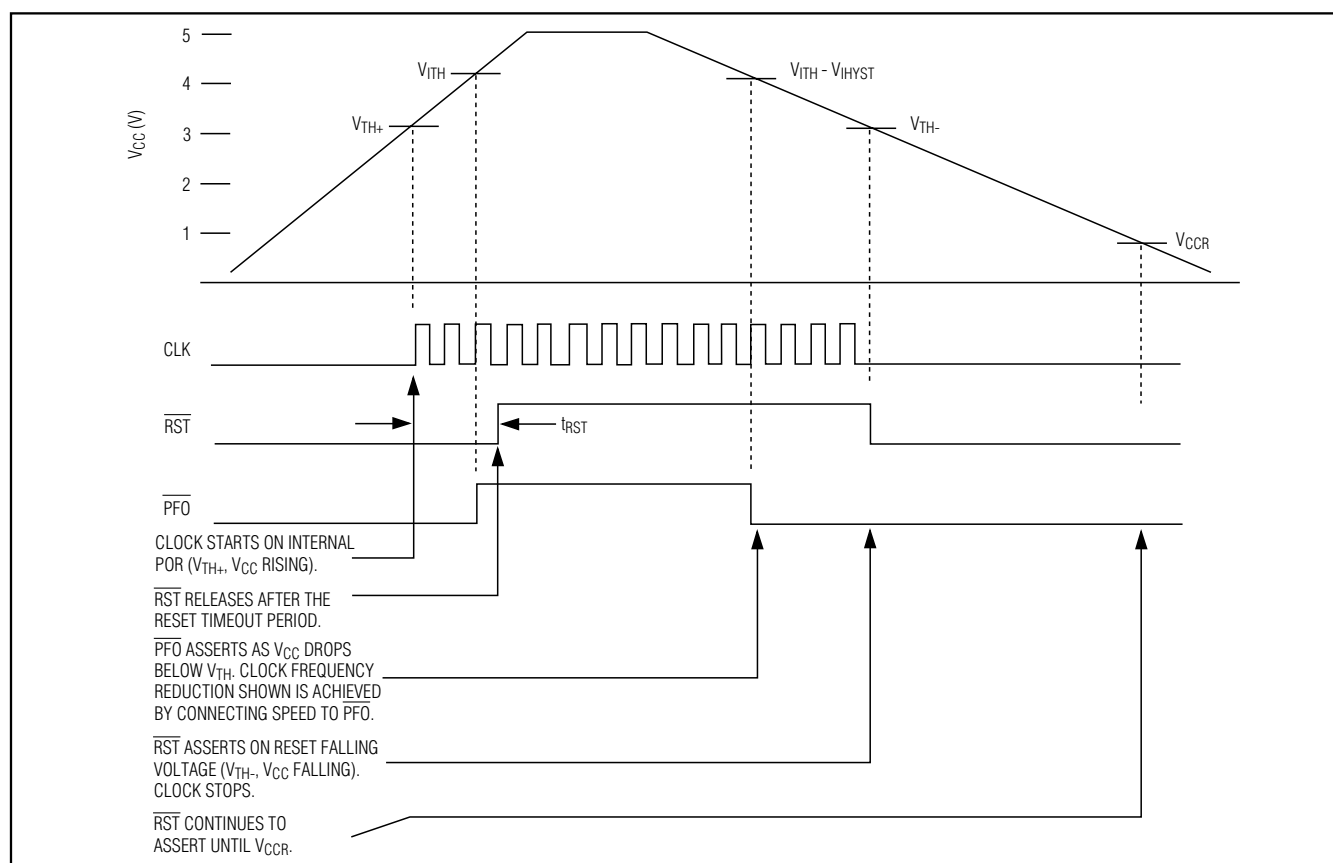 5
4
3
2
1
VCC (V)
VITH
VTH+
VITH - VIHYST
VTH-
VCCR
CLK
RST
tRST
PFO
CLOCK STARTS ON INTERNAL
POR (VTH+, VCC RISING).
RST RELEASES AFTER THE
RESET TIMEOUT PERIOD.
PFO ASSERTS AS VCC DROPS
BELOW VTH. CLOCK FREQUENCY
REDUCTION SHOWN IS ACHIEVED
BY CONNECTING SPEED TO PFO.
RST ASSERTS ON RESET FALLING
VOLTAGE (VTH-, VCC FALLING).
CLOCK STOPS.
RST CONTINUES TO
ASSERT UNTIL VCCR.